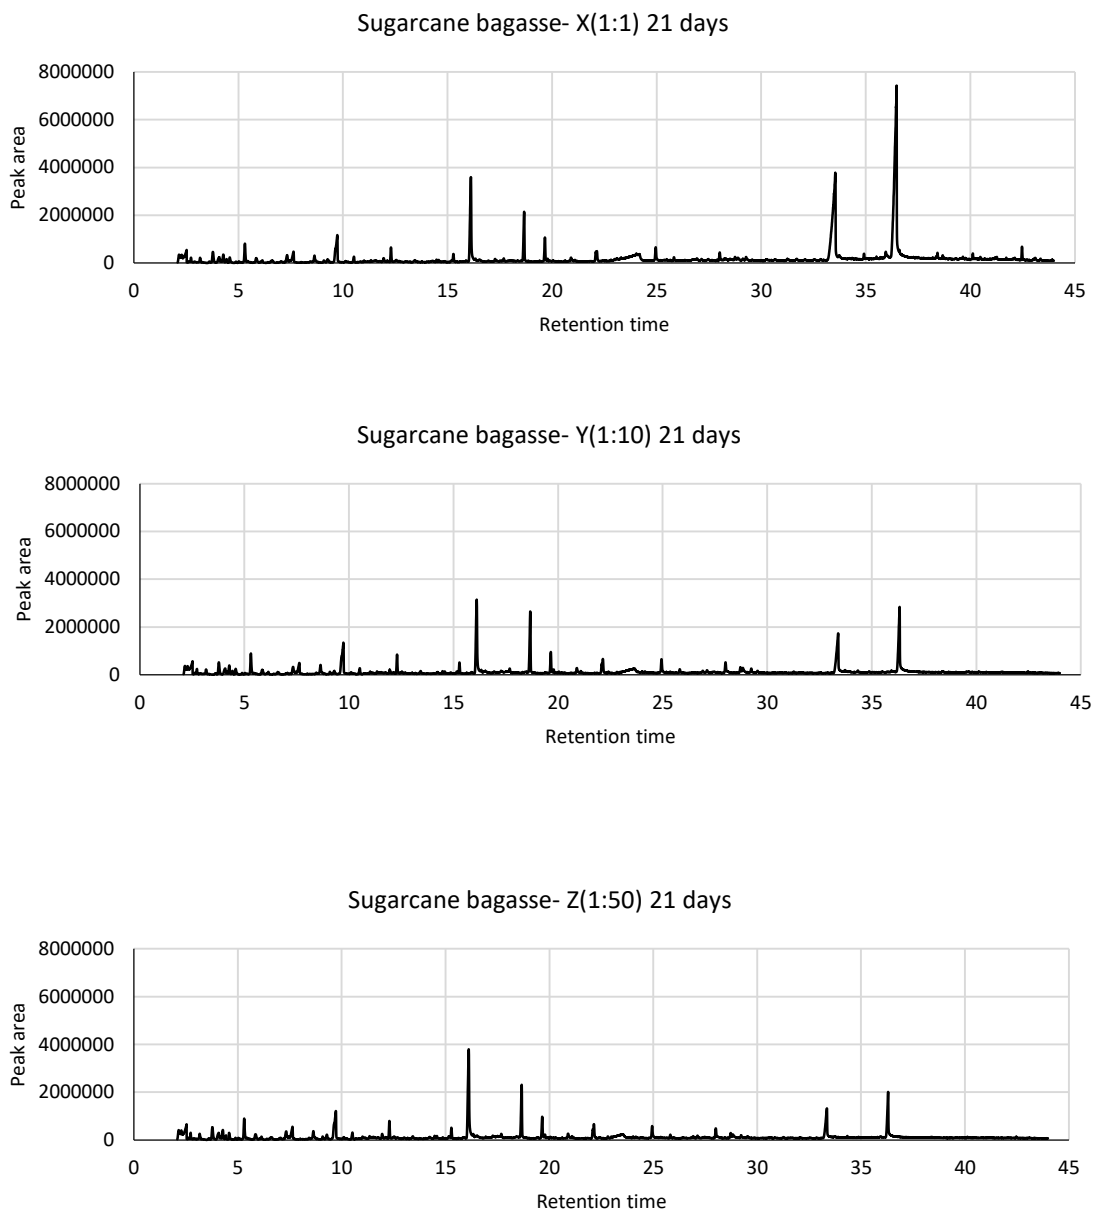 Sugarcane bagasse- X(1:1) 21 days
8000000
6000000
4000000
2000000
0
Peak area
0 5 10 15 20 25 30 35 40 45
Retention time
Sugarcane bagasse- Y(1:10) 21 days
8000000
6000000
4000000
2000000
0
Peak area
0 5 10 15 20 25 30 35 40 45
Retention time
Sugarcane bagasse- Z(1:50) 21 days
8000000
6000000
4000000
2000000
0
Peak area
0 5 10 15 20 25 30 35 40 45
Retention time